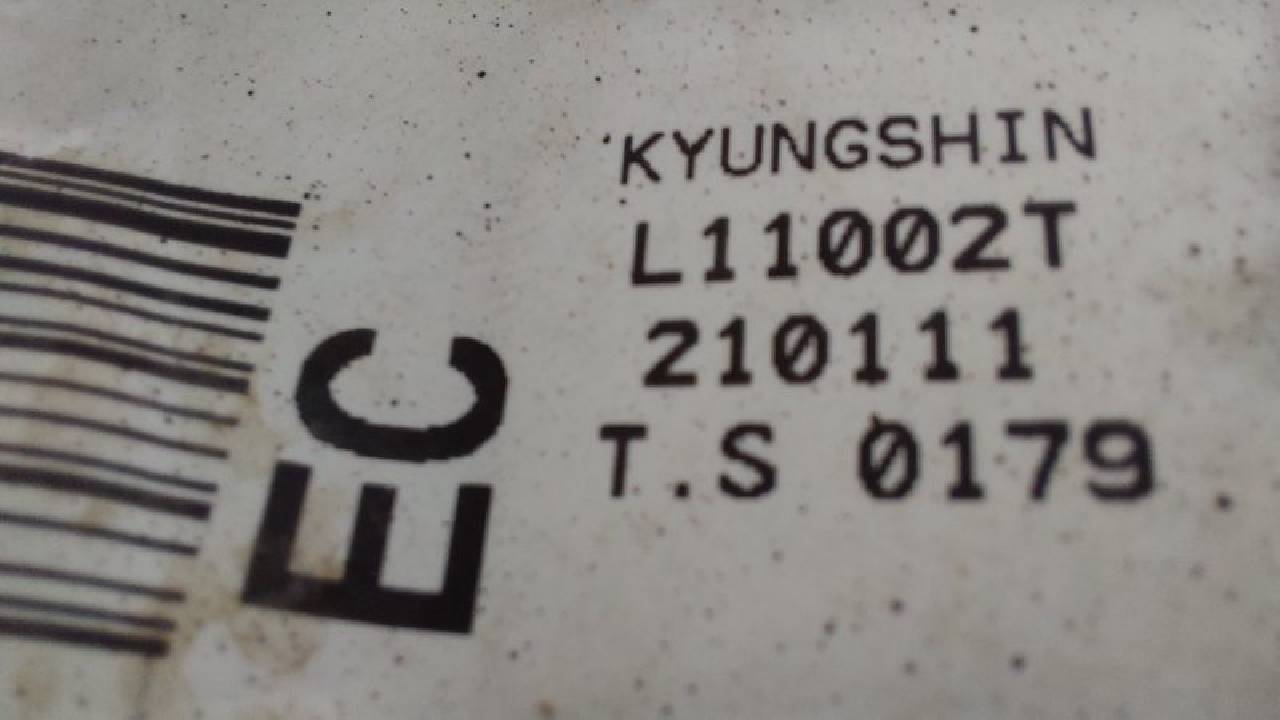 KYUNGSHIN
L11002T
210111
T.S 0179
EC